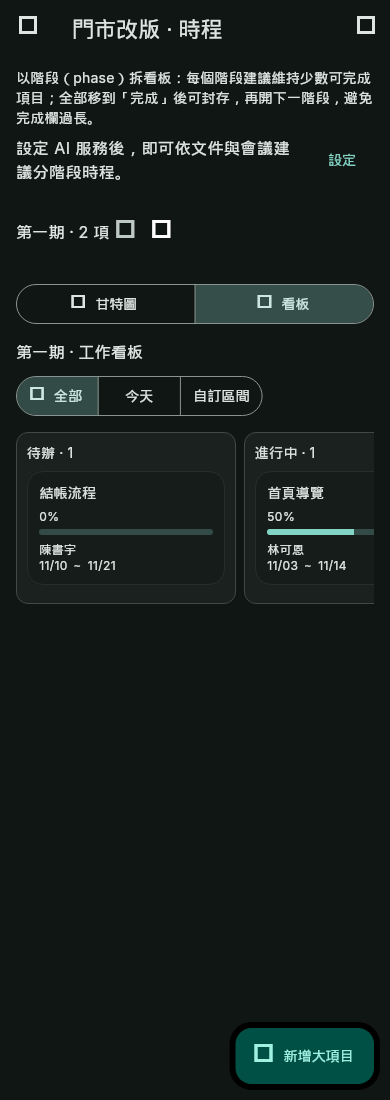 門市改版 · 時程
以階段（phase）拆看板：每個階段建議維持少數可完成
項目；全部移到「完成」後可封存，再開下一階段，避免
完成欄過長。
設定 AI 服務後，即可依文件與會議建
議分階段時程。
設定
第一期 · 2 項
甘特圖
看板
第一期 · 工作看板
全部
今天
自訂區間
待辦 · 1
結帳流程
0%
陳書宇
11/10 ~ 11/21
進行中 · 1
首頁導覽
50%
林可恩
11/03 ~ 11/14
新增大項目